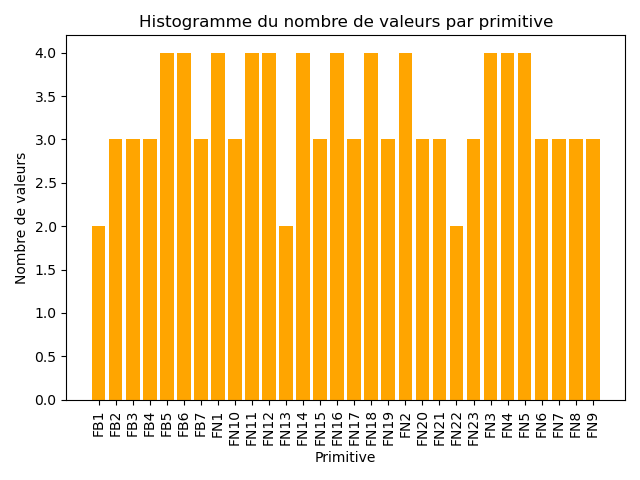 Histogramme du nombre de valeurs par primitive
4.0
3.5
3.0
2.5
2.0
1.5
1.0
0.5
0.0
Nombre de valeurs
FB1 FB2 FB3 FB4 FB5 FB6 FB7 FN1 FN10 FN11 FN12 FN13 FN14 FN15 FN16 FN17 FN18 FN19 FN2 FN20 FN21 FN22 FN23 FN3 FN4 FN5 FN6 FN7 FN8 FN9
Primitive